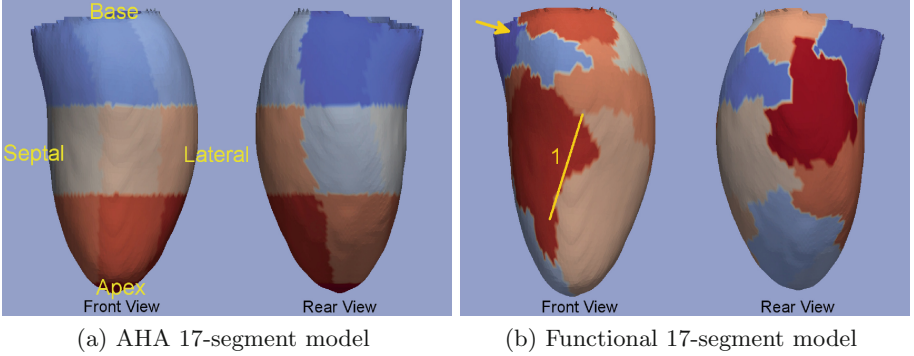 Base
Septal
Lateral
Apex
Front View
Rear View
1
Front View
Rear View
(a) AHA 17-segment model
(b) Functional 17-segment model